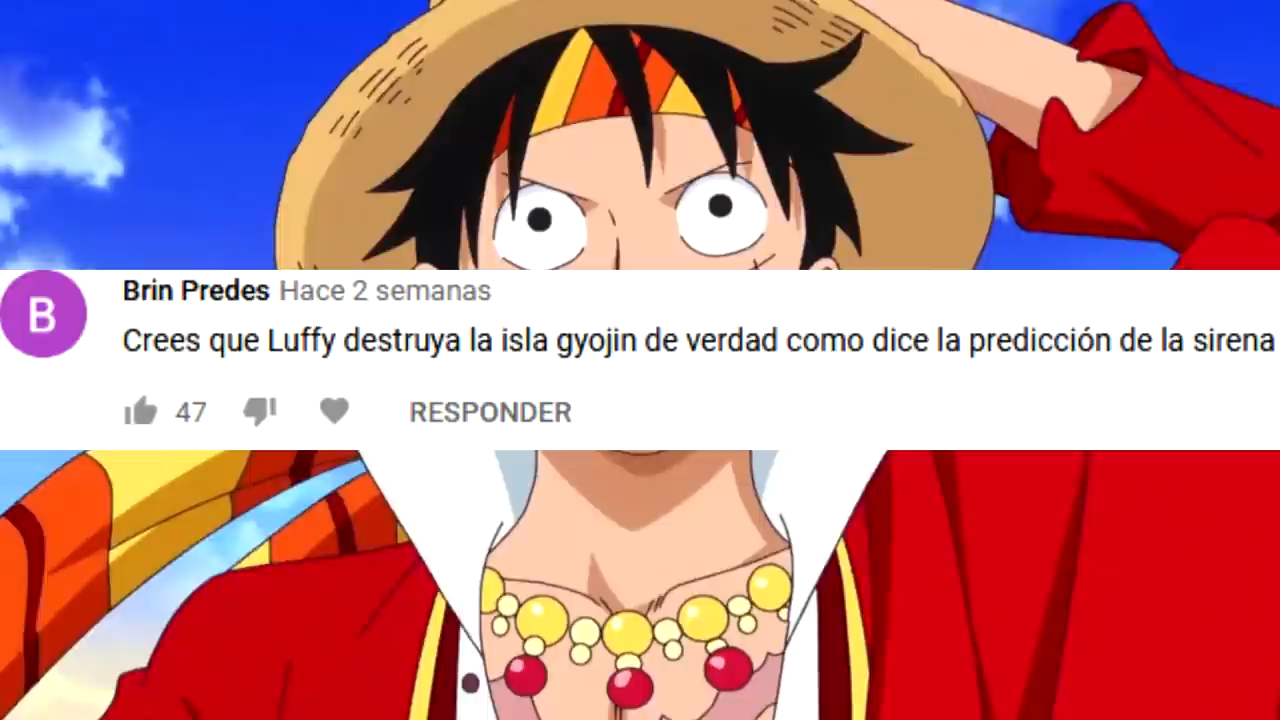 B
Brin Predes Hace 2 semanas
Crees que Luffy destruya la isla gyojin de verdad como dice la predicción de la sirena
47 RESPONDER